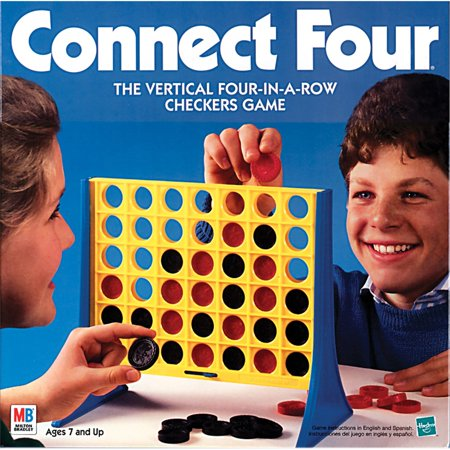 Connect Four®
THE VERTICAL FOUR-IN-A-ROW
CHECKERS GAME
MB
MILTON
BRADLEY
Ages 7 and Up
Hasbro
Game instructions in English and Spanish.
Instrucciones del juego en inglés y español.